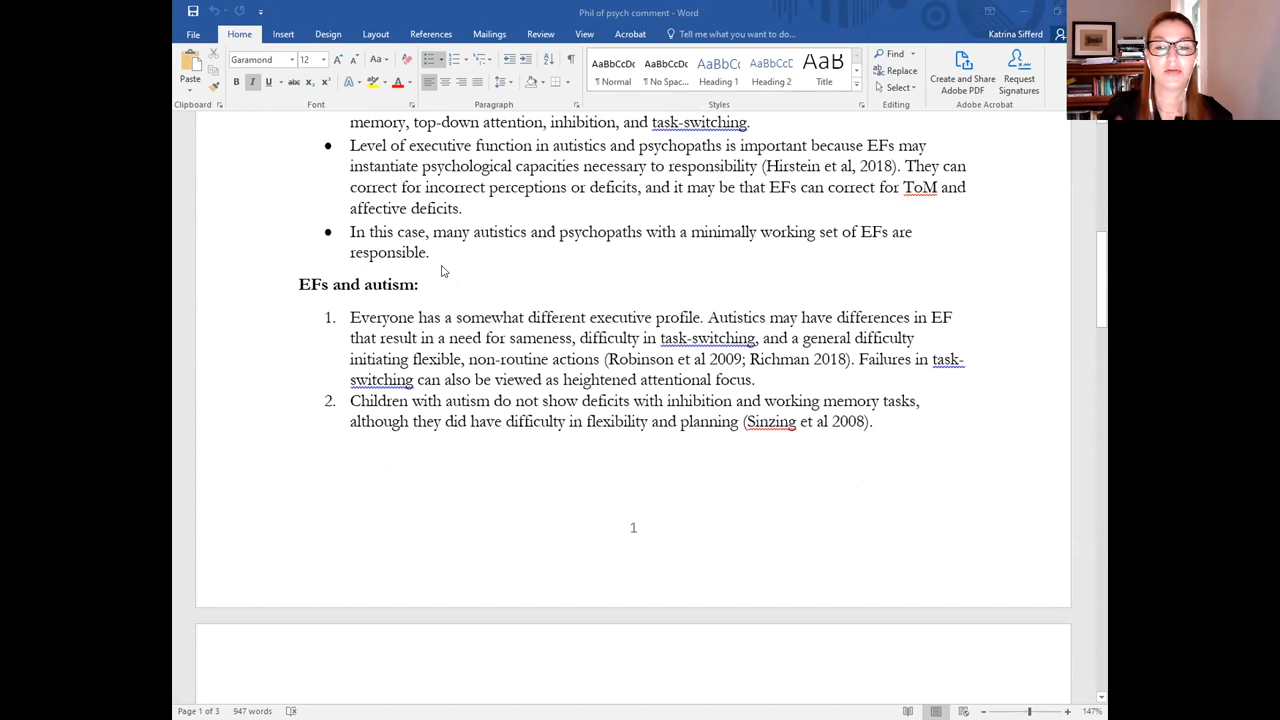 Phil of psych comment - Word
File Home Insert Design Layout References Mailings Review View Acrobat Tell me what you want to do... Katrina Sifferd
Garamond 12 Find
Paste Replace
Select
AaBbCcDc AaBbCcDc AaBbCc AaBbCcD AaB
¶ Normal ¶ No Spac... Heading 1 Heading 2 Title
Create and Share Adobe PDF
Request Signatures
Clipboard Font Paragraph Styles Editing Adobe Acrobat
memory, top-down attention, inhibition, and task-switching.
● Level of executive function in autistics and psychopaths is important because EFs may
instantiate psychological capacities necessary to responsibility (Hirstein et al, 2018). They can
correct for incorrect perceptions or deficits, and it may be that EFs can correct for ToM and
affective deficits.
● In this case, many autistics and psychopaths with a minimally working set of EFs are
responsible.
EFs and autism:
1. Everyone has a somewhat different executive profile. Autistics may have differences in EF
that result in a need for sameness, difficulty in task-switching, and a general difficulty
initiating flexible, non-routine actions (Robinson et al 2009; Richman 2018). Failures in task-
switching can also be viewed as heightened attentional focus.
2. Children with autism do not show deficits with inhibition and working memory tasks,
although they did have difficulty in flexibility and planning (Sinzing et al 2008).
1
Page 1 of 3 947 words 147%